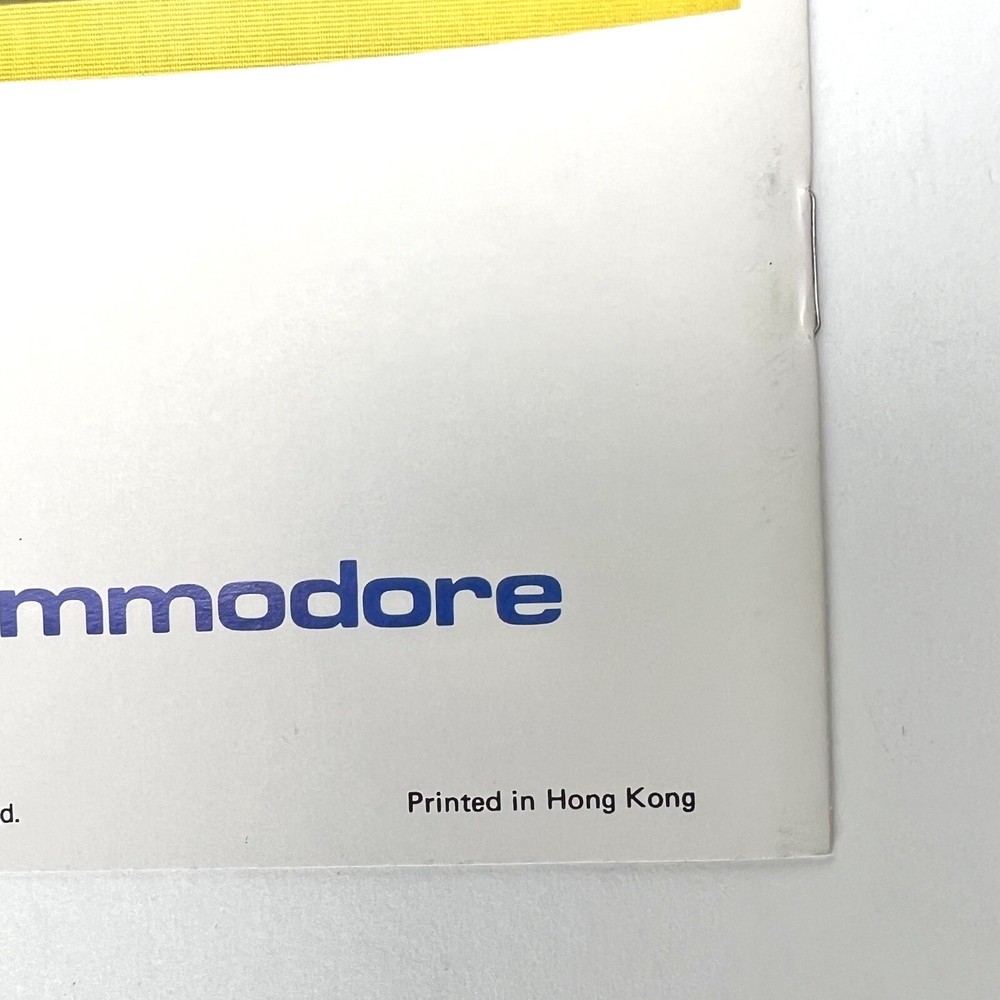 mmodore
d.
Printed in Hong Kong